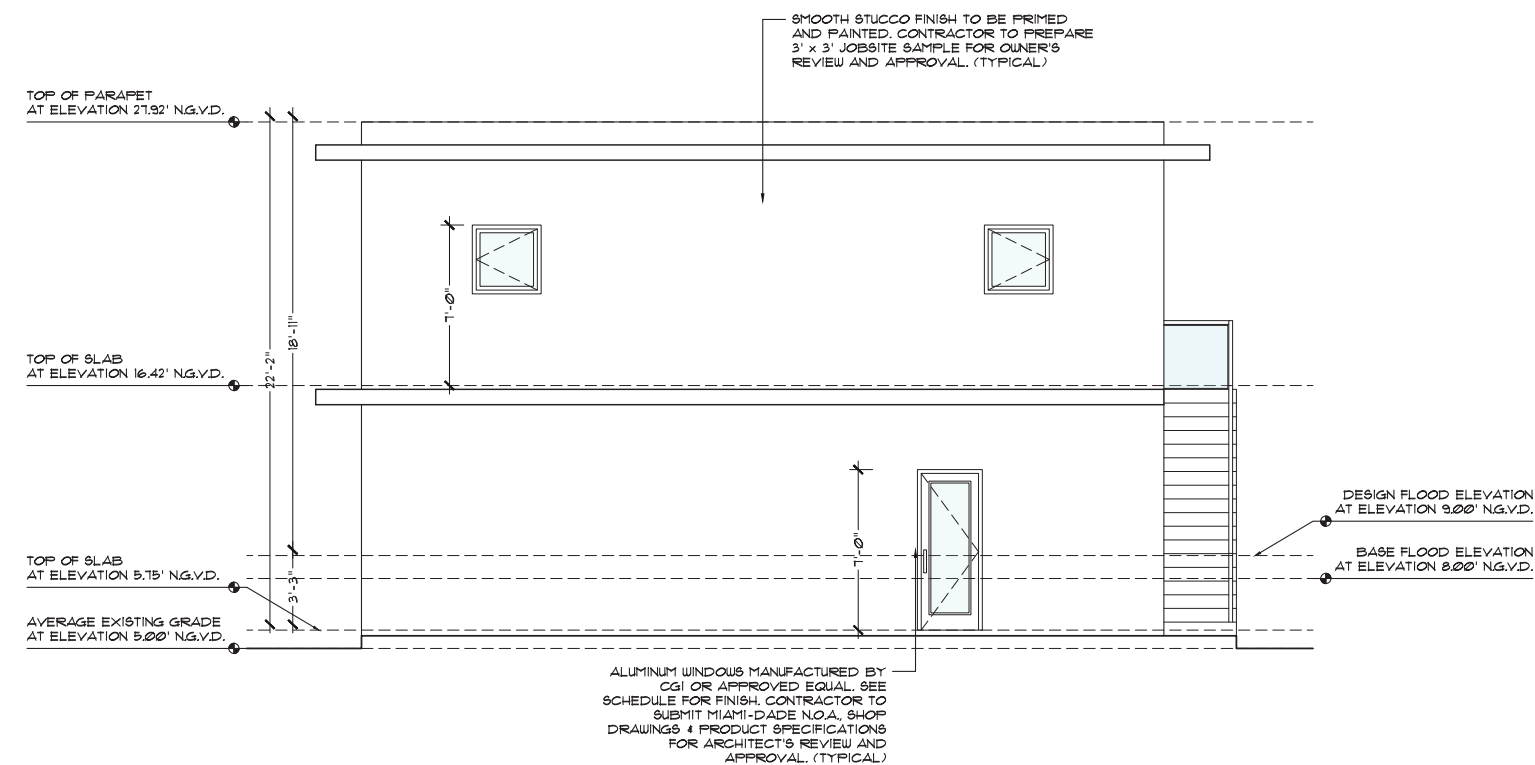 SMOOTH STUCCO FINISH TO BE PRIMED
AND PAINTED. CONTRACTOR TO PREPARE
3' x 3' JOBSITE SAMPLE FOR OWNER'S
REVIEW AND APPROVAL. (TYPICAL)
TOP OF PARAPET
AT ELEVATION 27.92' N.G.V.D.
7'-0"
18'-11"
22'-2"
TOP OF SLAB
AT ELEVATION 16.42' N.G.V.D.
DESIGN FLOOD ELEVATION
AT ELEVATION 9.00' N.G.V.D.
7'-0"
BASE FLOOD ELEVATION
AT ELEVATION 8.00' N.G.V.D.
TOP OF SLAB
AT ELEVATION 5.75' N.G.V.D.
3'-3"
AVERAGE EXISTING GRADE
AT ELEVATION 5.00' N.G.V.D.
ALUMINUM WINDOWS MANUFACTURED BY
CGI OR APPROVED EQUAL. SEE
SCHEDULE FOR FINISH. CONTRACTOR TO
SUBMIT MIAMI-DADE N.O.A., SHOP
DRAWINGS & PRODUCT SPECIFICATIONS
FOR ARCHITECT'S REVIEW AND
APPROVAL. (TYPICAL)